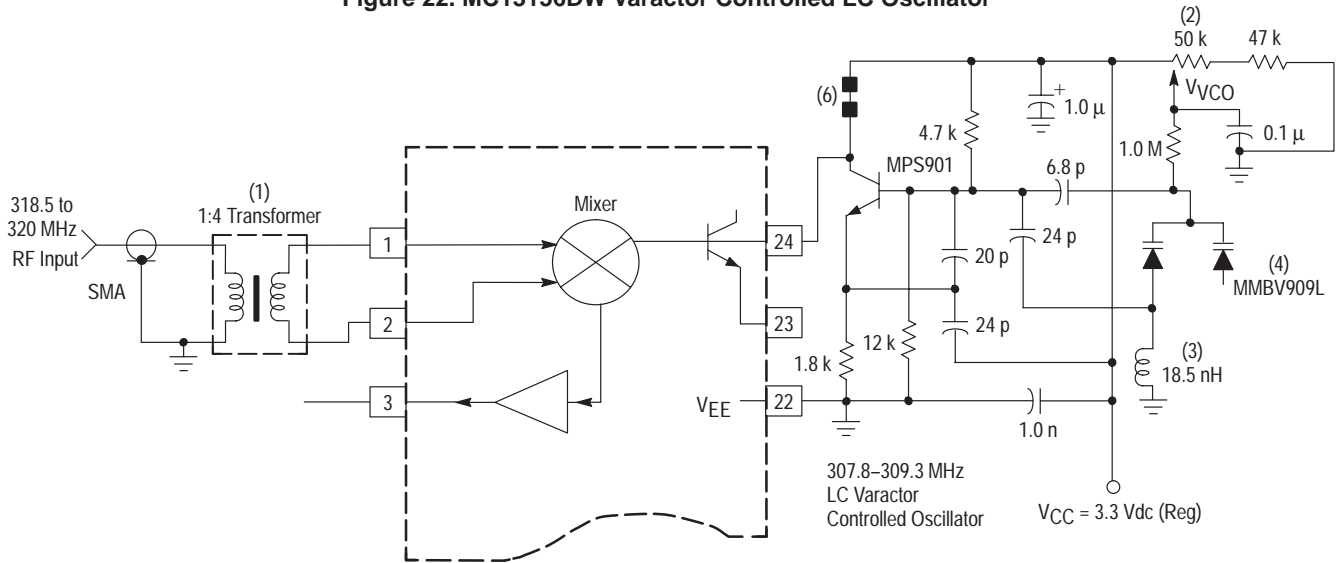 Figure 22. MC13156DW Varactor Controlled LC Oscillator
(2)
50 k
47 k
(6)
+
1.0 µ
VVCO
4.7 k
1.0 M
0.1 µ
MPS901
6.8 p
(1)
1:4 Transformer
318.5 to
320 MHz
RF Input
SMA
Mixer
1
24
24 p
20 p
(4)
MMBV909L
2
23
24 p
1.8 k
12 k
(3)
18.5 nH
3
VEE
22
1.0 n
307.8–309.3 MHz
LC Varactor
Controlled Oscillator
VCC = 3.3 Vdc (Reg)